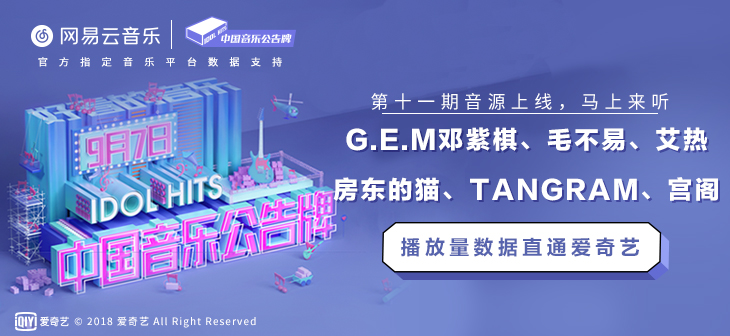 网易云音乐
IDOL HITS
中国音乐公告牌
官方指定音乐平台数据支持
第十一期音源上线，马上来听
G.E.M邓紫棋、毛不易、艾热
房东的猫、TANGRAM、宫阁
播放量数据直通爱奇艺
9月7日
IDOL HITS
中国音乐公告牌
QIY 爱奇艺 © 2018 爱奇艺 All Right Reserved